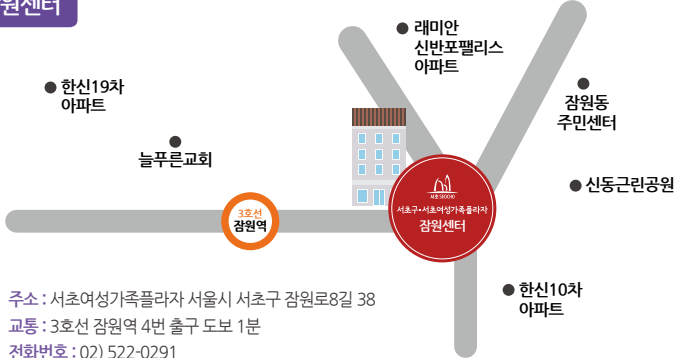 원센터
래미안
신반포팰리스
아파트
한신19차
아파트
잠원동
주민센터
늘푸른교회
신동근린공원
서초 SEOCHO
서초구·서초여성가족플라자
잠원센터
3호선
잠원역
한신10차
아파트
주소 : 서초여성가족플라자 서울시 서초구 잠원로8길 38
교통 : 3호선 잠원역 4번 출구 도보 1분
전화번호 : 02) 522-0291